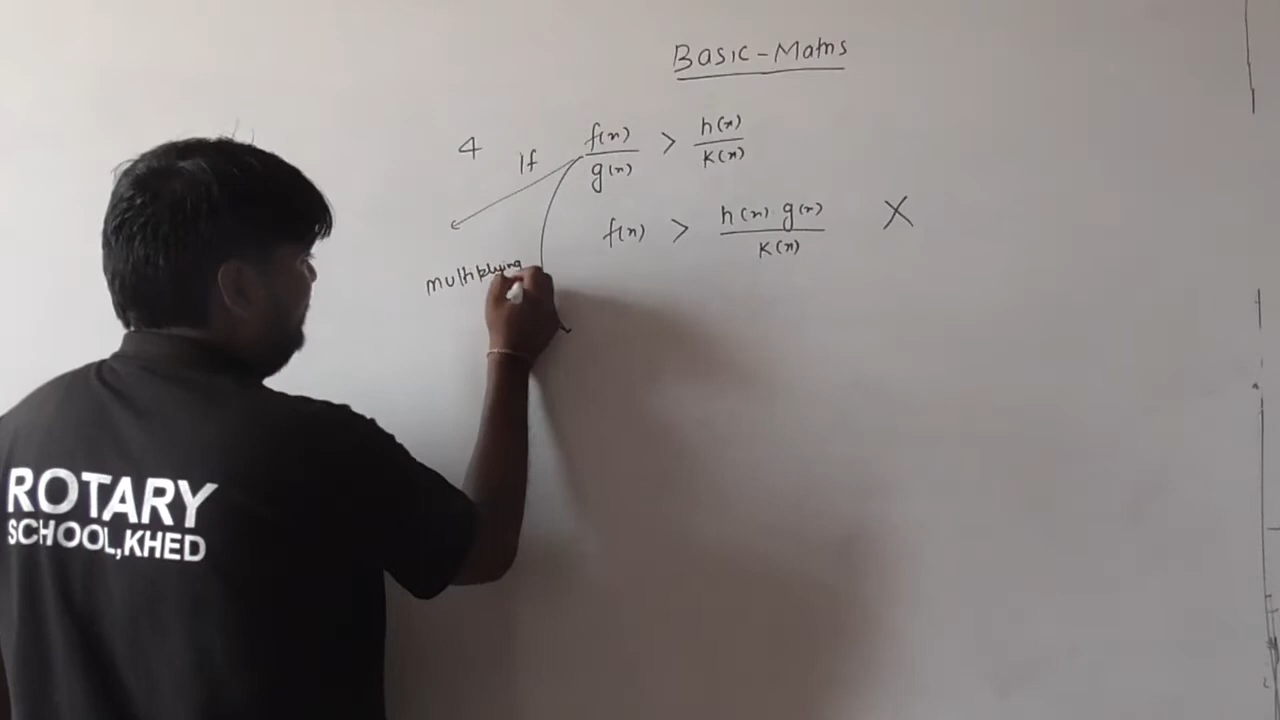 Basic-Maths
4 If f(x)/g(x) > h(x)/K(x)
f(x) > h(x)·g(x)/K(x) X
multiplying
ROTARY
SCHOOL,KHED